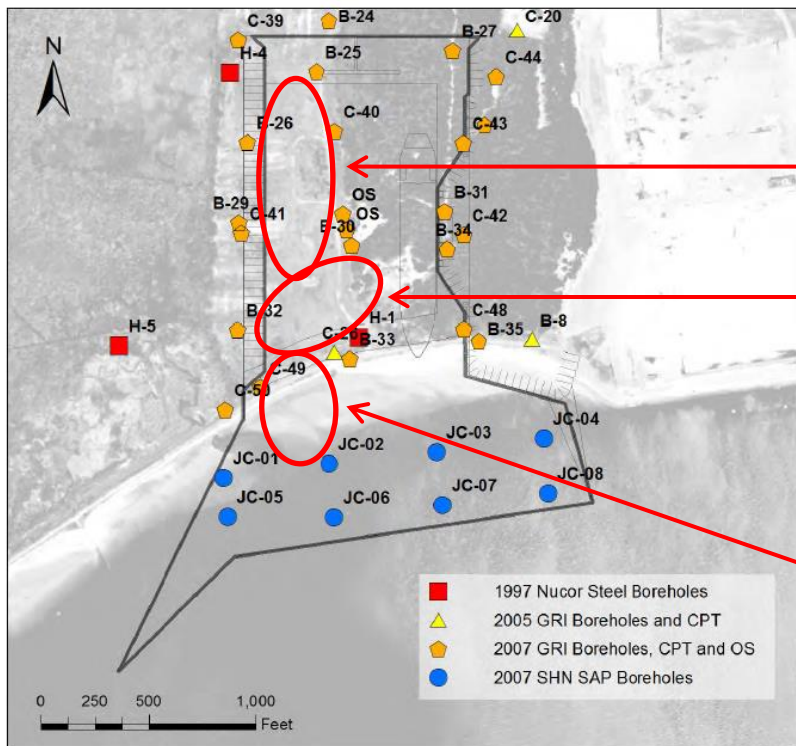 C-39
B-24
C-20
N
H-4
B-25
B-27
C-44
B-26
C-40
C-43
OS
B-29
C-41
OS
B-30
B-31
C-42
B-34
B-32
H-1
C-48
H-5
C-26
B-33
B-35
B-8
C-49
C-50
JC-04
JC-03
JC-02
JC-01
JC-08
JC-07
JC-05
JC-06
1997 Nucor Steel Boreholes
2005 GRI Boreholes and CPT
2007 GRI Boreholes, CPT and OS
2007 SHN SAP Boreholes
0 250 500 1,000
Feet